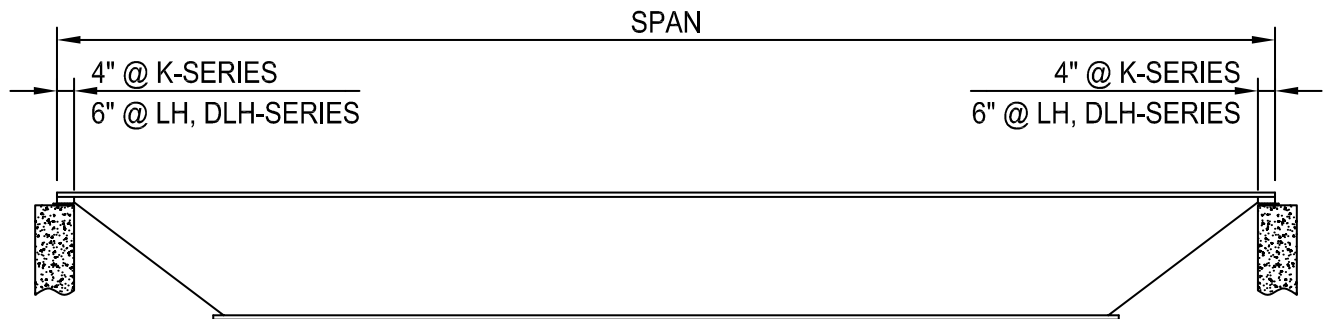 SPAN
4" @ K-SERIES
6" @ LH, DLH-SERIES
4" @ K-SERIES
6" @ LH, DLH-SERIES